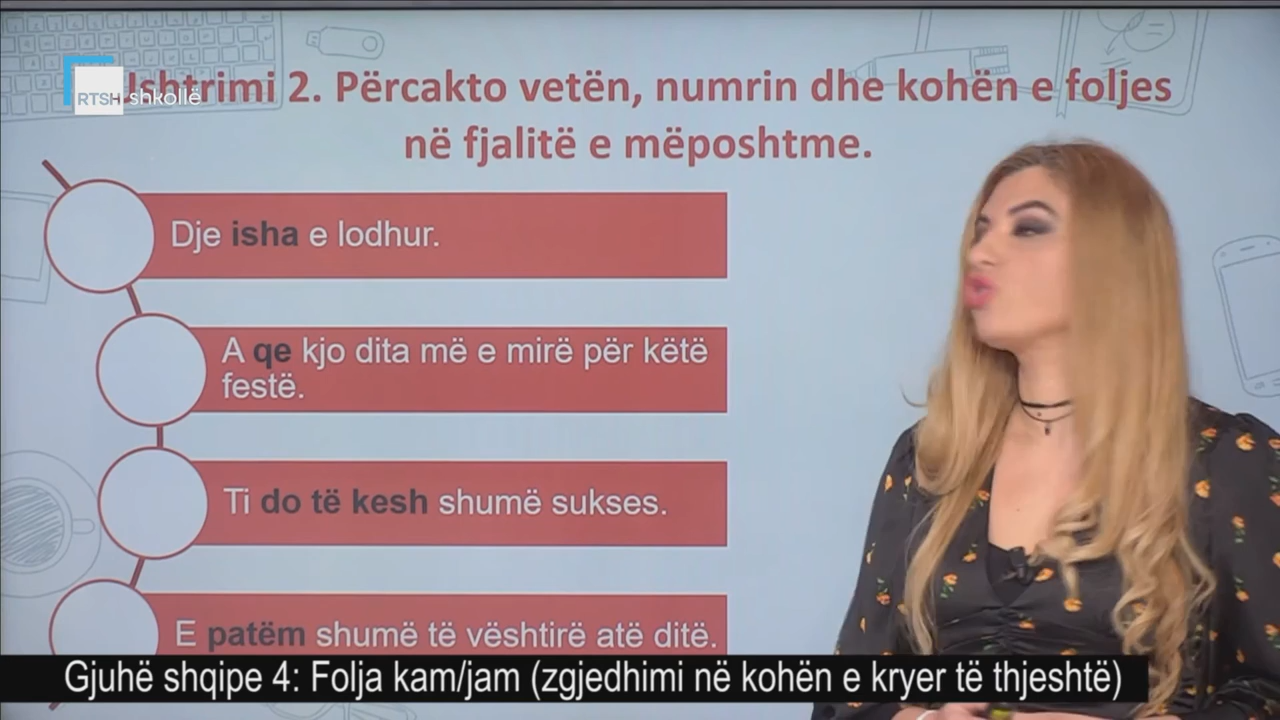 Ushtrimi 2. Përcakto vetën, numrin dhe kohën e foljes
në fjalitë e mëposhtme.
RTSH shkollë
Dje isha e lodhur.
A qe kjo dita më e mirë për këtë
festë.
Ti do të kesh shumë sukses.
E patëm shumë të vështirë atë ditë.
Gjuhë shqipe 4: Folja kam/jam (zgjedhimi në kohën e kryer të thjeshtë)